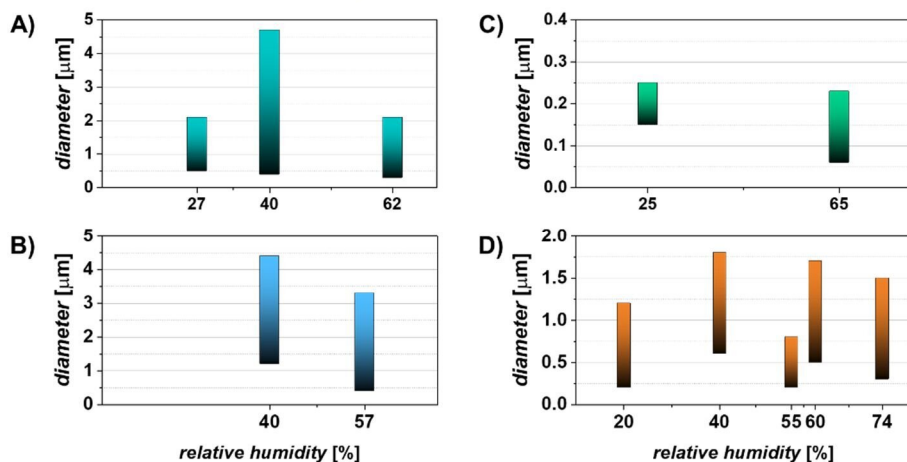 A)
diameter [μm]
5
4
3
2
1
0
27 40 62
C)
diameter [μm]
0.4
0.3
0.2
0.1
0.0
25 65
B)
diameter [μm]
5
4
3
2
1
0
40 57
relative humidity [%]
D)
diameter [μm]
2.0
1.5
1.0
0.5
0.0
20 40 55 60 74
relative humidity [%]